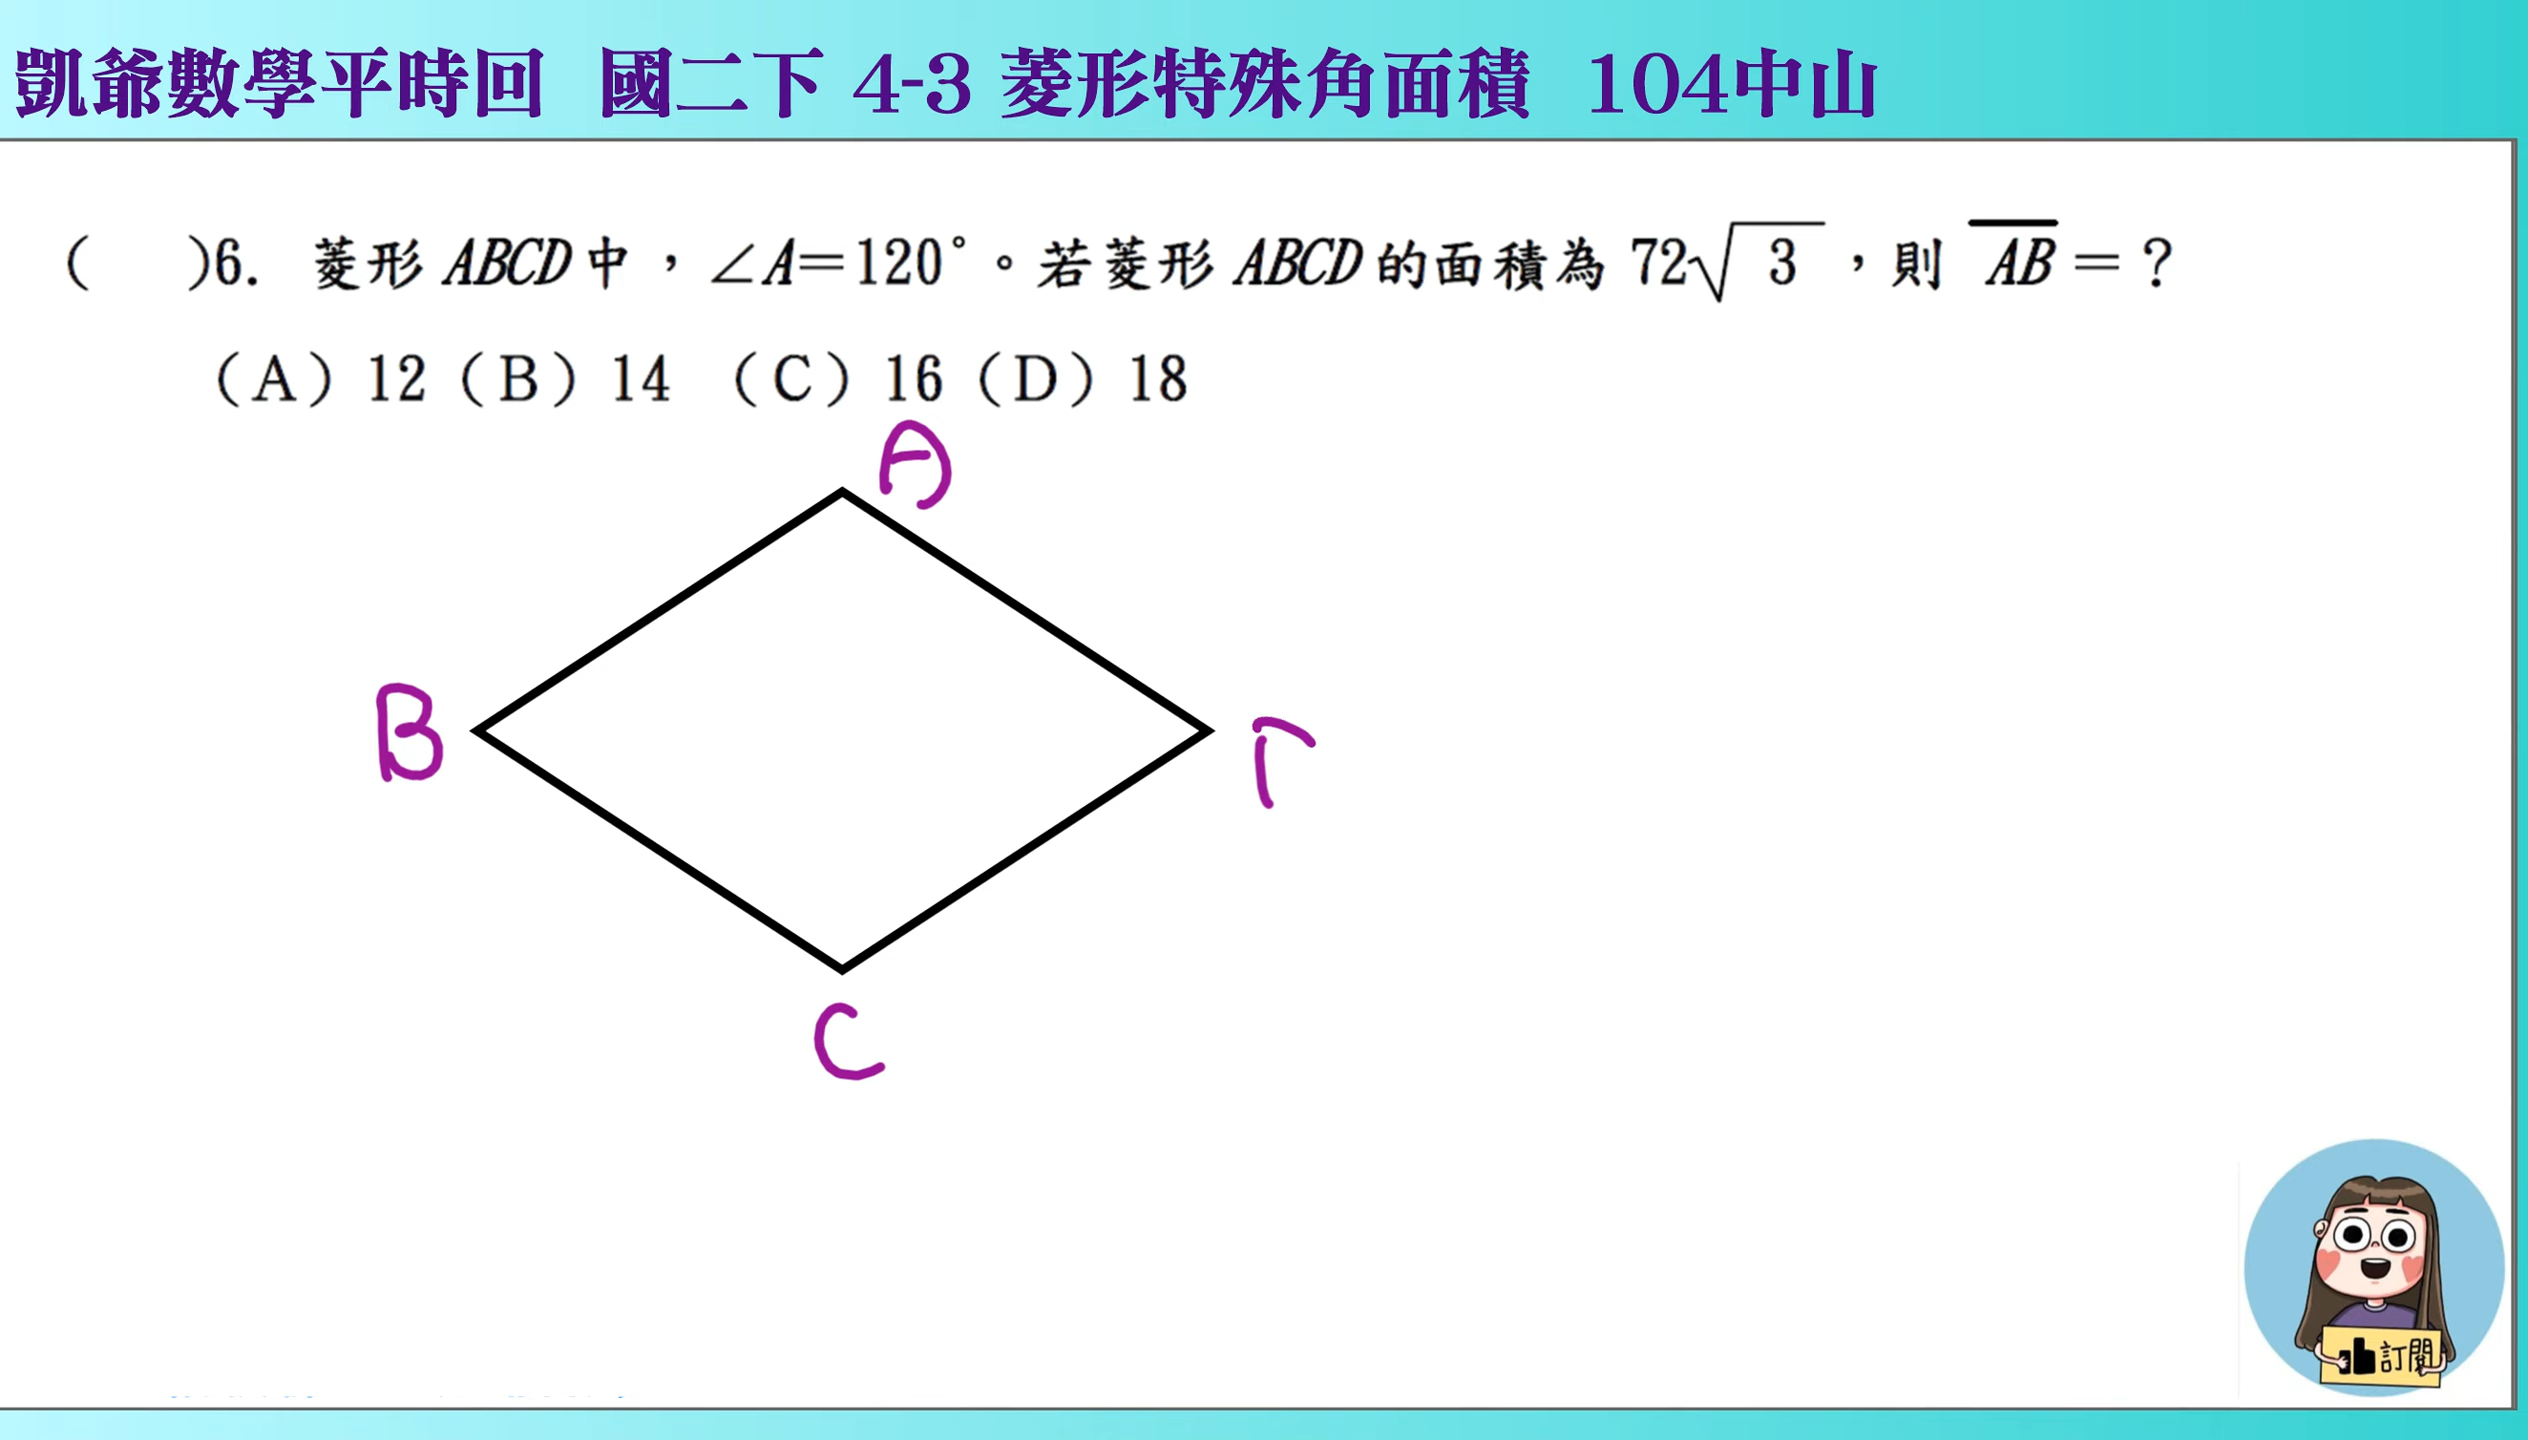 凱爺數學平時回 國二下 4-3 菱形特殊角面積 104中山
( )6. 菱形 ABCD 中，∠A=120°。若菱形 ABCD 的面積為 72√3，則 A̅B̅=？
（A）12（B）14（C）16（D）18
A
B
C
訂閱